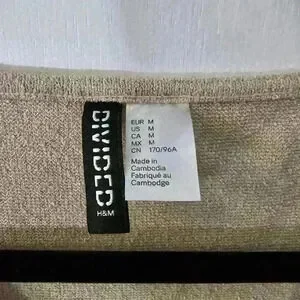 DIVIDED
H&M
EUR M
US M
CA M
MX M
CN 170/96A
Made in
Cambodia
Fabriqué au
Cambodge